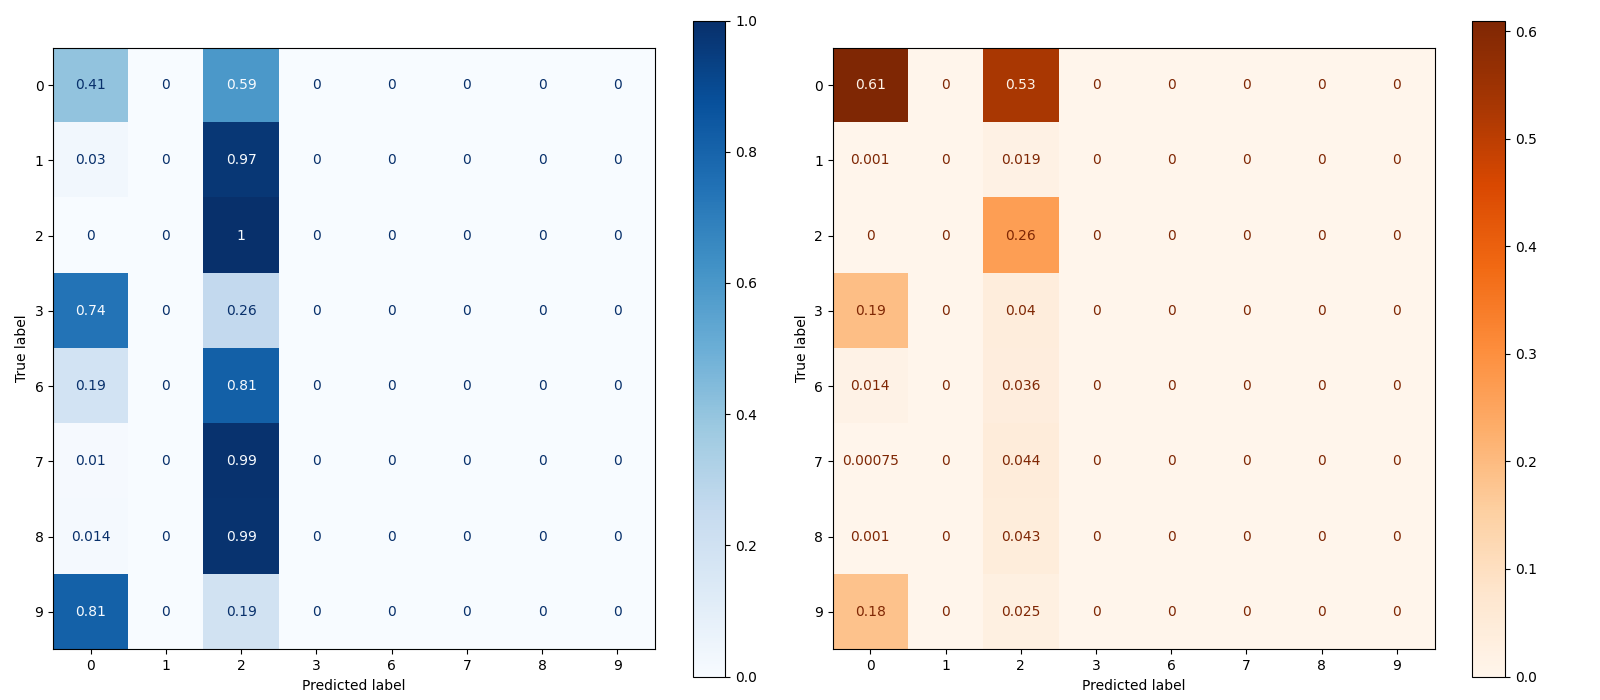 1.0
0.6
0 0.41 0 0.59 0 0 0 0 0
0 0.61 0 0.53 0 0 0 0 0
0.5
1 0.03 0 0.97 0 0 0 0 0
0.8
1 0.001 0 0.019 0 0 0 0 0
2 0 0 1 0 0 0 0 0
2 0 0 0.26 0 0 0 0 0
0.4
0.6
3 0.74 0 0.26 0 0 0 0 0
3 0.19 0 0.04 0 0 0 0 0
True label
True label
0.3
6 0.19 0 0.81 0 0 0 0 0
6 0.014 0 0.036 0 0 0 0 0
0.4
7 0.01 0 0.99 0 0 0 0 0
7 0.00075 0 0.044 0 0 0 0 0
0.2
8 0.014 0 0.99 0 0 0 0 0
0.2
8 0.001 0 0.043 0 0 0 0 0
0.1
9 0.81 0 0.19 0 0 0 0 0
9 0.18 0 0.025 0 0 0 0 0
0.0
0.0
0 1 2 3 6 7 8 9
0 1 2 3 6 7 8 9
Predicted label
Predicted label